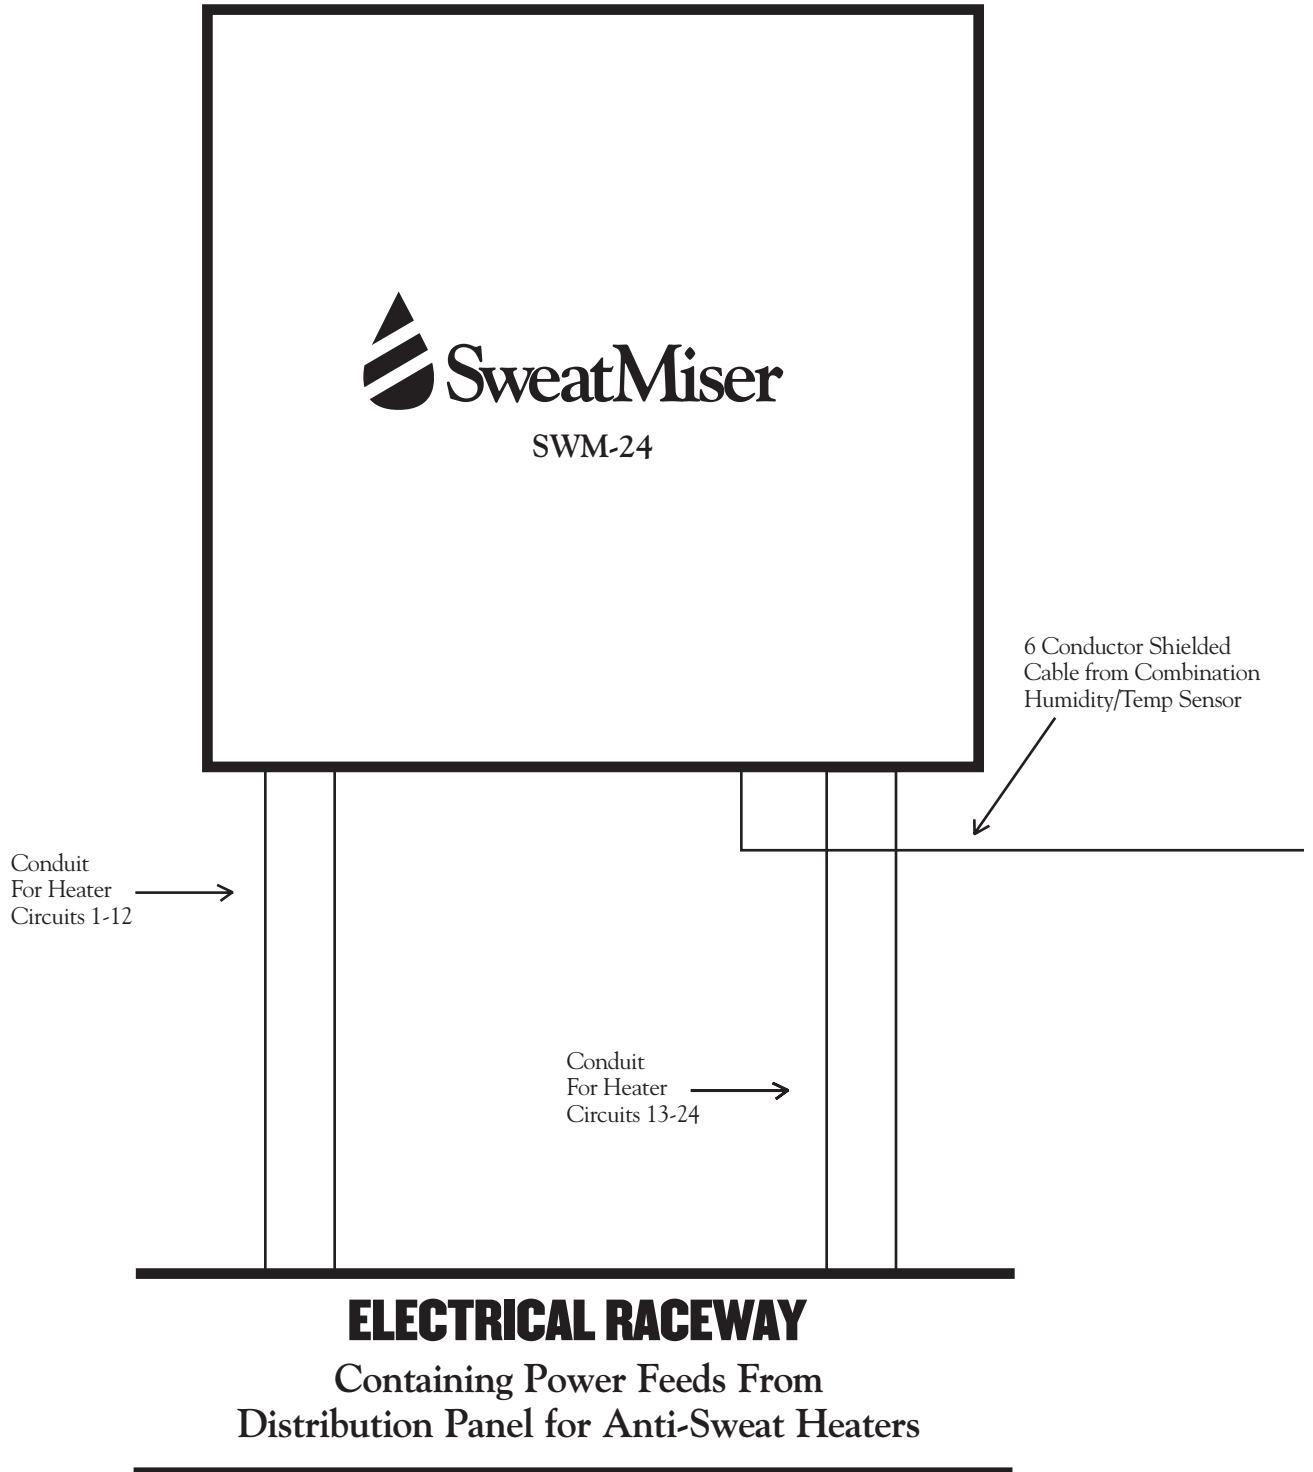 SweatMiser
SWM-24
6 Conductor Shielded
Cable from Combination
Humidity/Temp Sensor
Conduit
For Heater
Circuits 1-12
Conduit
For Heater
Circuits 13-24
ELECTRICAL RACEWAY
Containing Power Feeds From
Distribution Panel for Anti-Sweat Heaters